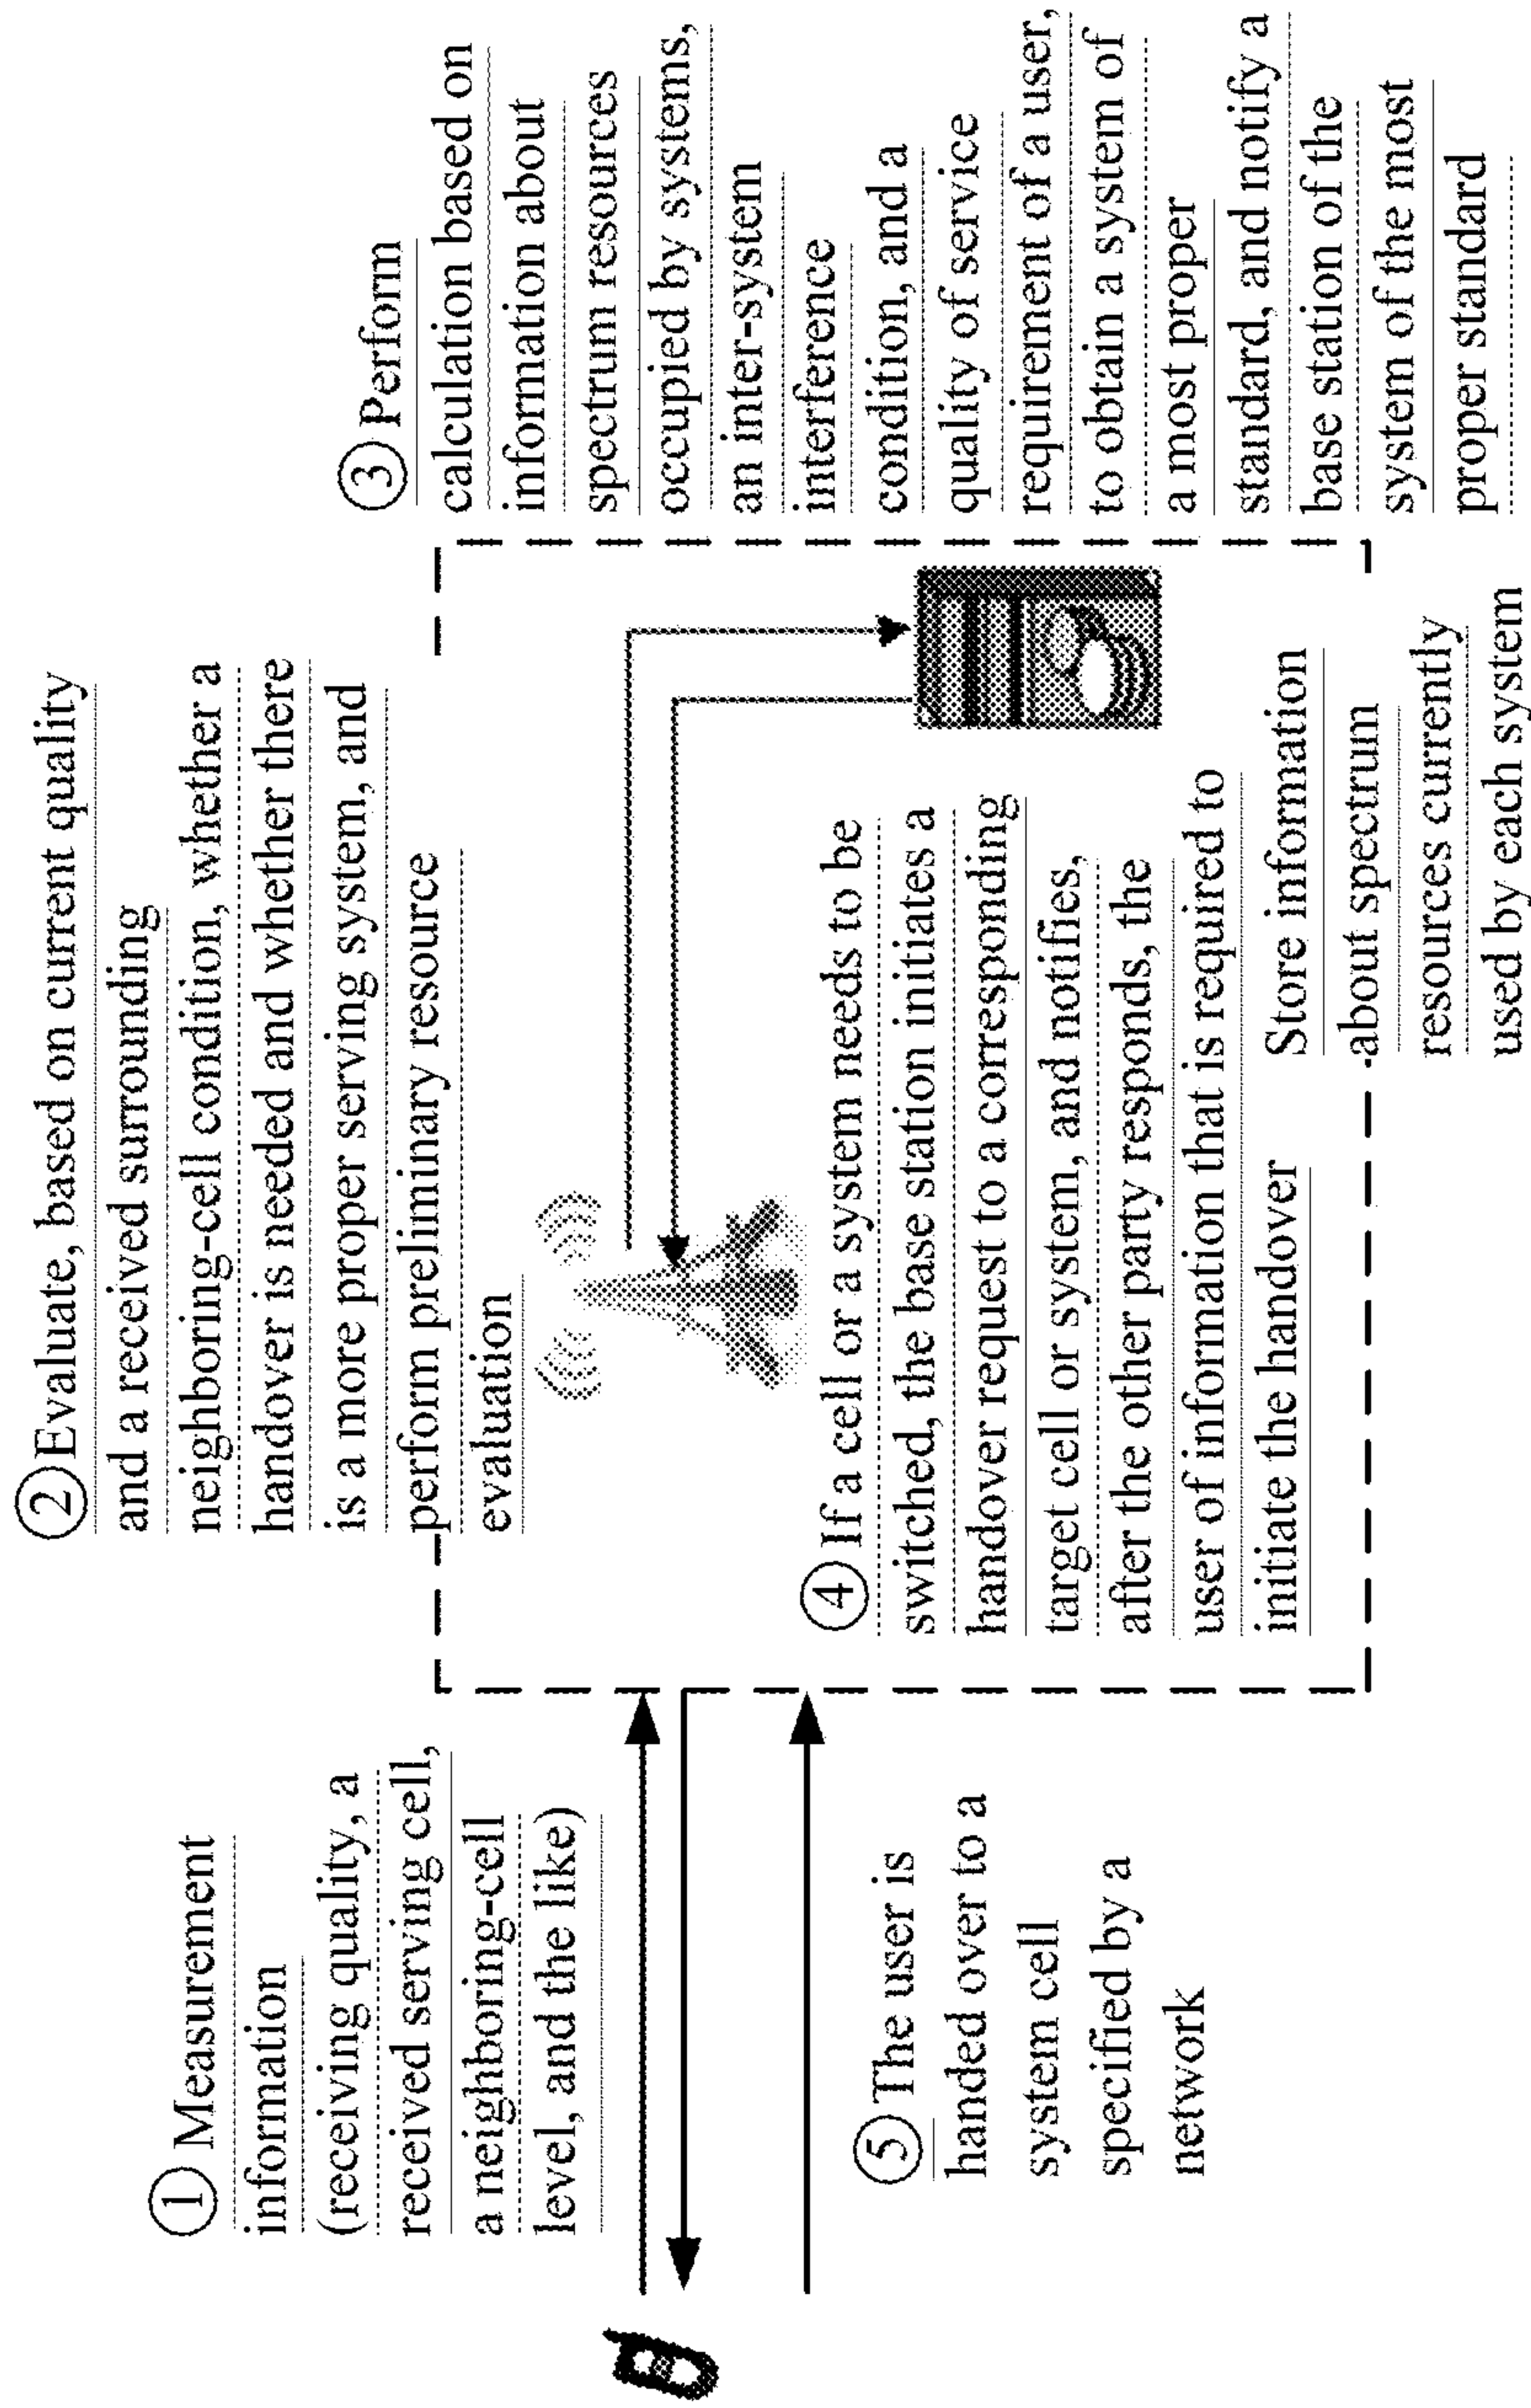 ① Measurement
information
(receiving quality, a
received serving cell,
a neighboring-cell
level, and the like)
② Evaluate, based on current quality
and a received surrounding
neighboring-cell condition, whether a
handover is needed and whether there
is a more proper serving system, and
perform preliminary resource
evaluation
③ Perform
calculation based on
information about
spectrum resources
occupied by systems,
an inter-system
interference
condition, and a
quality of service
requirement of a user,
to obtain a system of
a most proper
standard, and notify a
base station of the
system of the most
proper standard
④ If a cell or a system needs to be
switched, the base station initiates a
handover request to a corresponding
target cell or system, and notifies,
after the other party responds, the
user of information that is required to
initiate the handover
Store information
about spectrum
resources currently
used by each system
⑤ The user is
handed over to a
system cell
specified by a
network